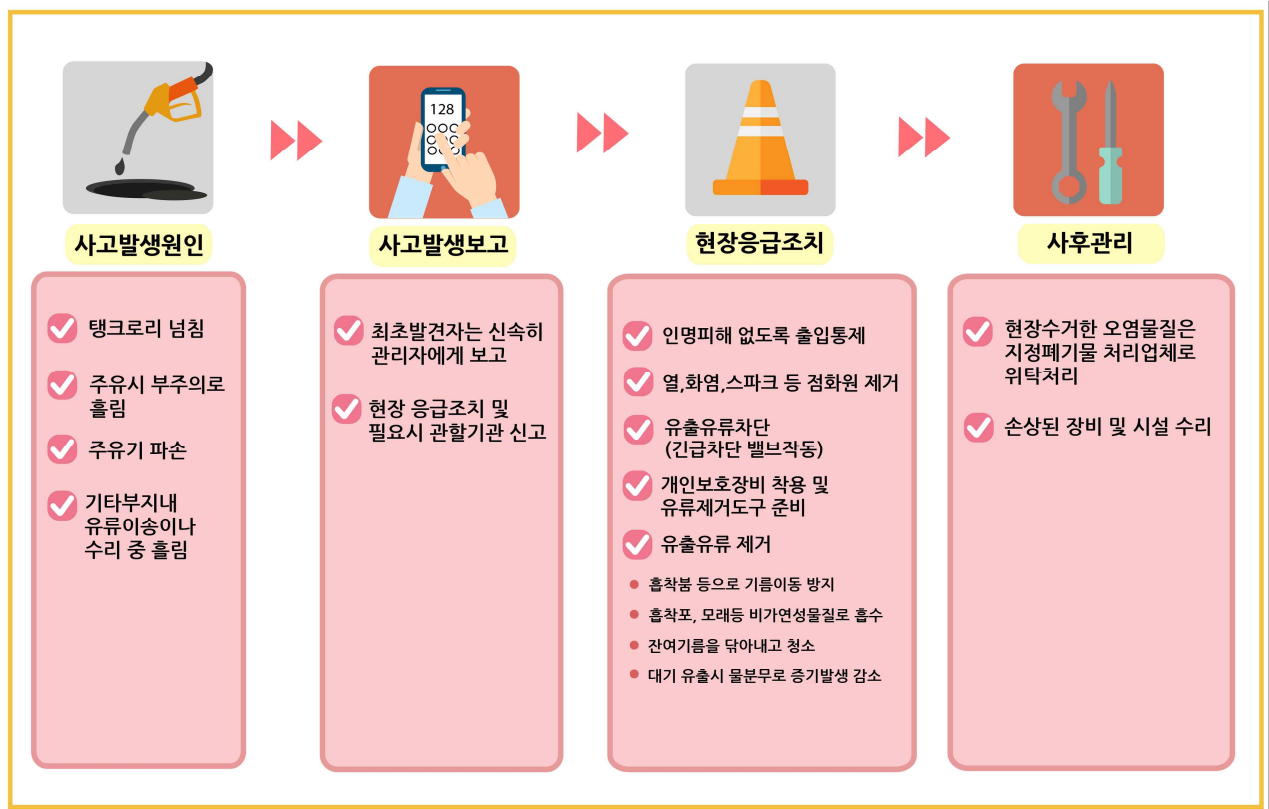 128
사고발생원인
탱크로리 넘침
주유시 부주의로
흘림
주유기 파손
기타부지내
유류이송이나
수리 중 흘림
사고발생보고
최초발견자는 신속히
관리자에게 보고
현장 응급조치 및
필요시 관할기관 신고
현장응급조치
인명피해 없도록 출입통제
열,화염,스파크 등 점화원 제거
유출유류차단
(긴급차단 밸브작동)
개인보호장비 착용 및
유류제거도구 준비
유출유류 제거
흡착붐 등으로 기름이동 방지
흡착포, 모래등 비가연성물질로 흡수
잔여기름을 닦아내고 청소
대기 유출시 물분무로 증기발생 감소
사후관리
현장수거한 오염물질은
지정폐기물 처리업체로
위탁처리
손상된 장비 및 시설 수리